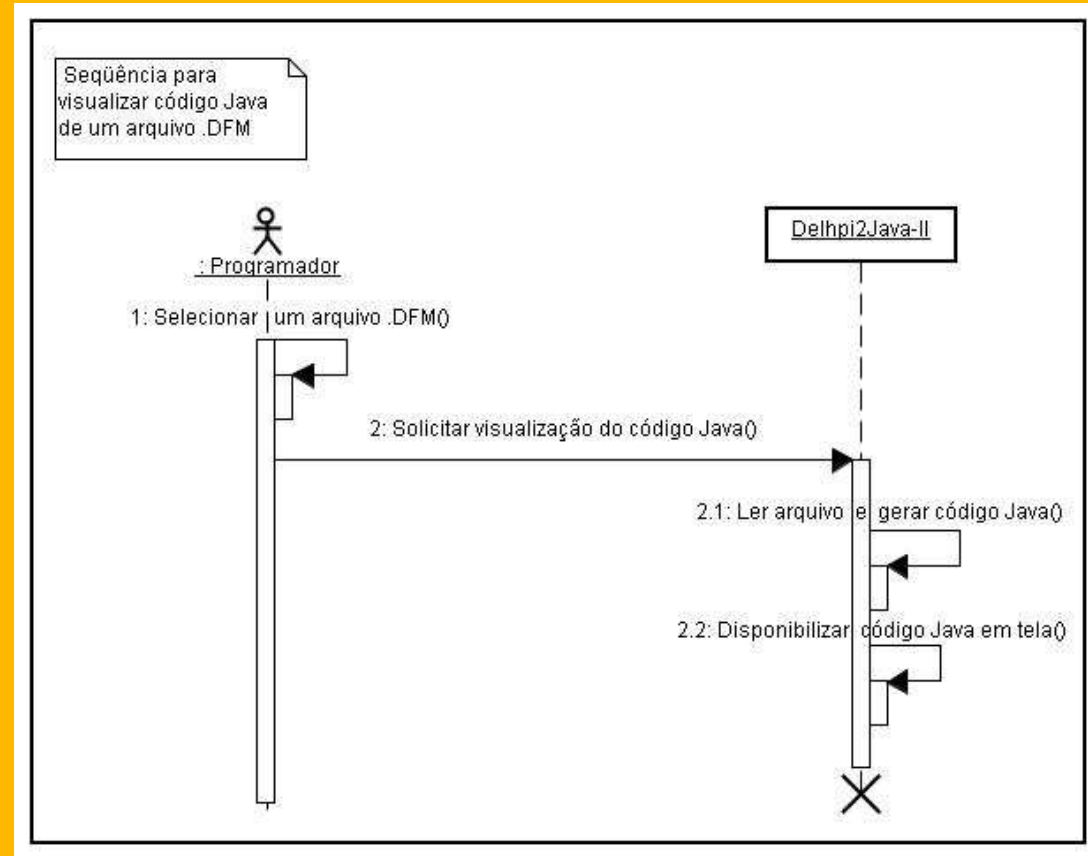 Seqüência para
visualizar código Java
de um arquivo .DFM
: Programador
Delhpi2Java-II
1: Selecionar um arquivo .DFM()
2: Solicitar visualização do código Java()
2.1: Ler arquivo e gerar código Java()
2.2: Disponibilizar código Java em tela()